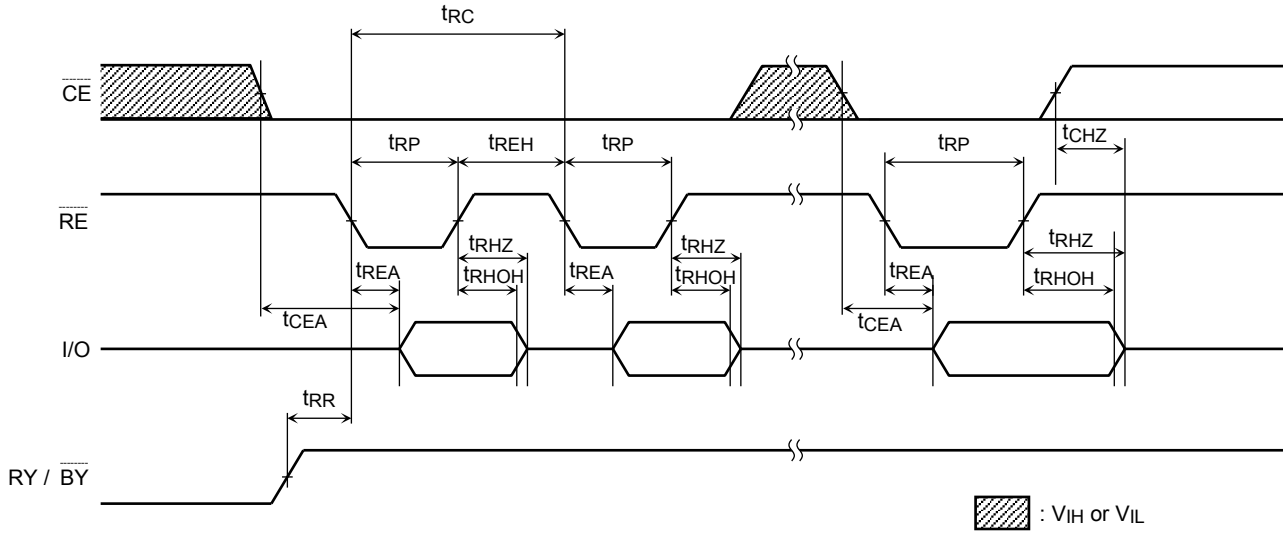 tRC
CE
tCHZ
tRP tREH tRP tRP
RE
tRHZ tRHZ tRHZ
tREA tREA tREA
tRHOH tRHOH tRHOH
tCEA tCEA
I/O
tRR
RY / BY
: VIH or VIL